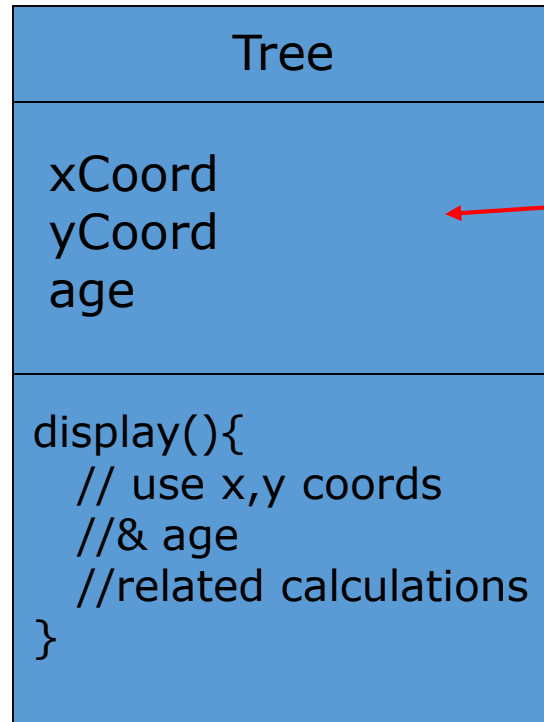 Tree
xCoord
yCoord
age
display(){
// use x,y coords
//& age
//related calculations
}